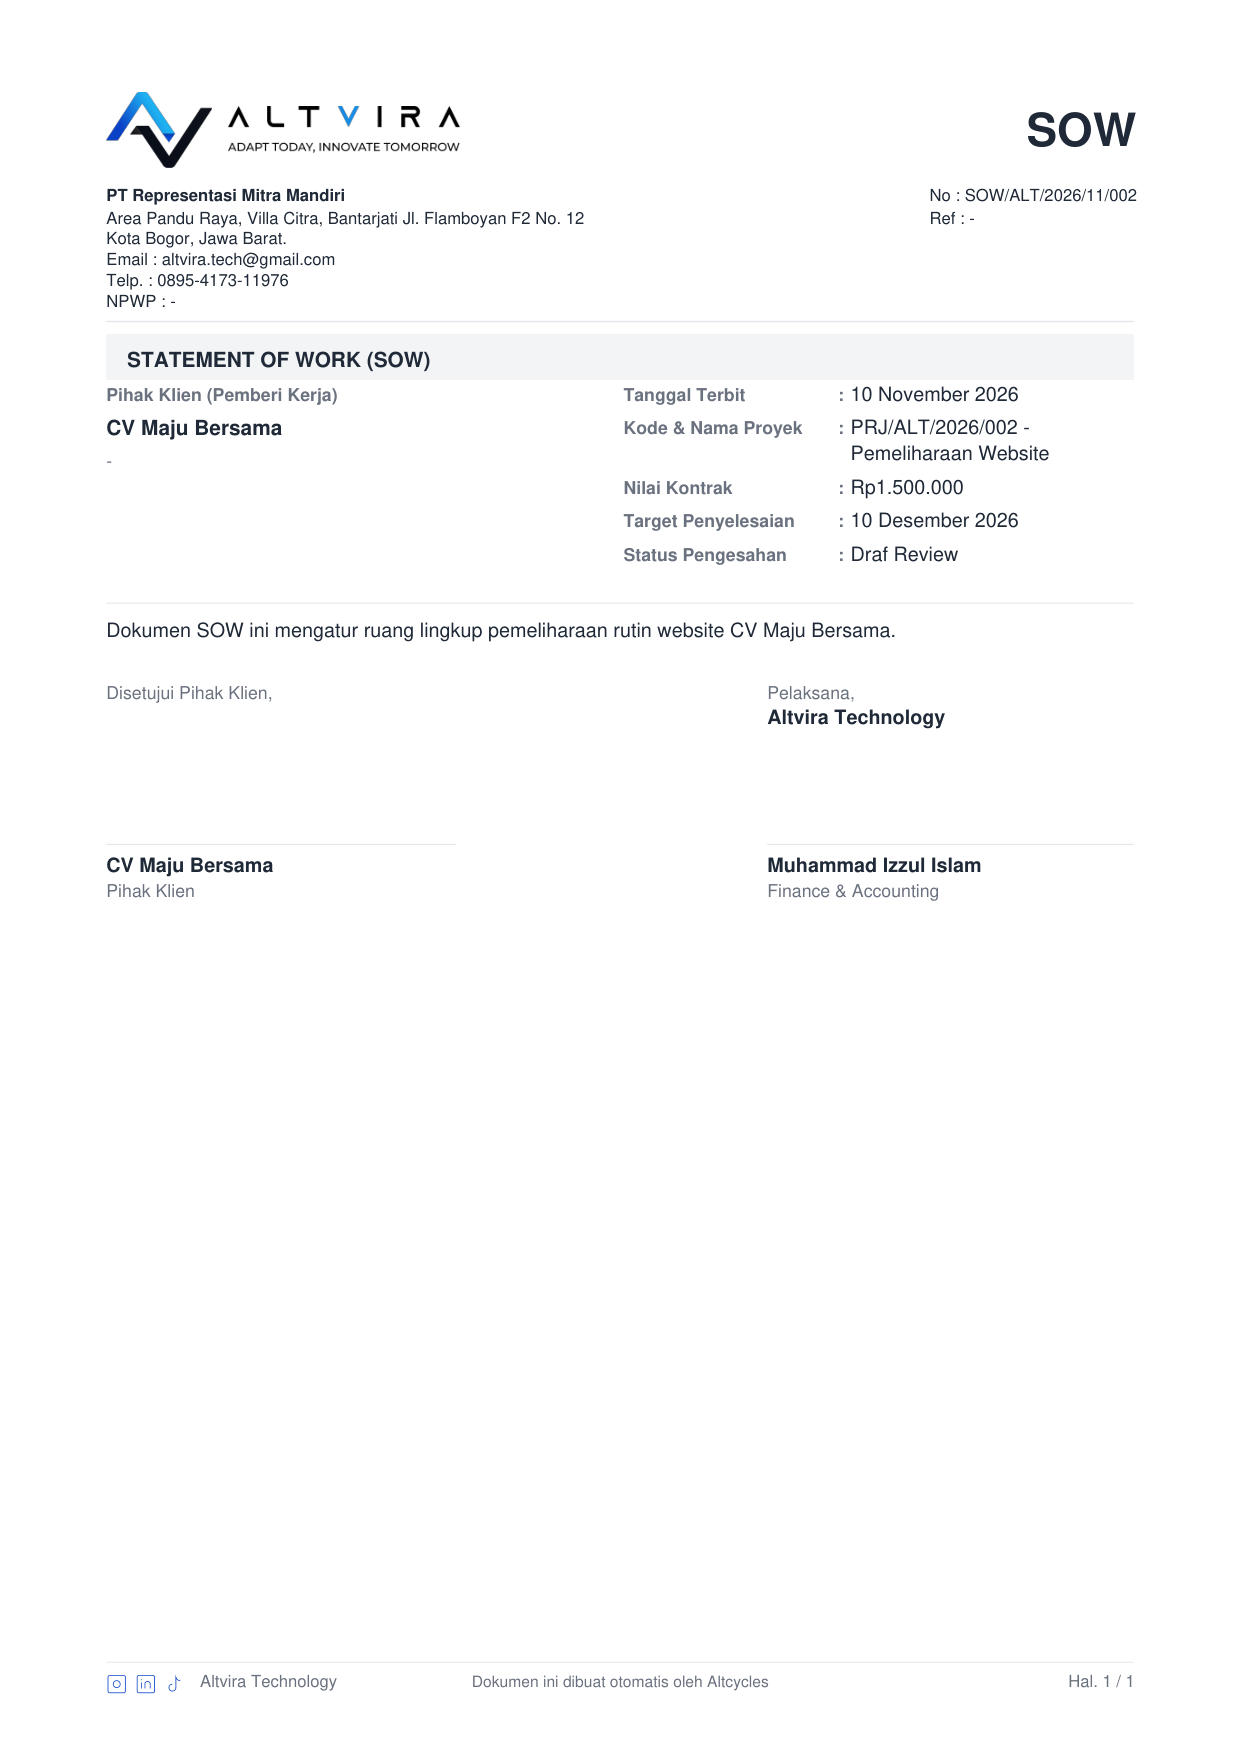 ALTVIRA
ADAPT TODAY, INNOVATE TOMORROW
SOW
PT Representasi Mitra Mandiri
Area Pandu Raya, Villa Citra, Bantarjati Jl. Flamboyan F2 No. 12
Kota Bogor, Jawa Barat.
Email : altvira.tech@gmail.com
Telp. : 0895-4173-11976
NPWP : -
No : SOW/ALT/2026/11/002
Ref : -
STATEMENT OF WORK (SOW)
Pihak Klien (Pemberi Kerja)
CV Maju Bersama
-
Tanggal Terbit : 10 November 2026
Kode & Nama Proyek : PRJ/ALT/2026/002 -
Pemeliharaan Website
Nilai Kontrak : Rp1.500.000
Target Penyelesaian : 10 Desember 2026
Status Pengesahan : Draf Review
Dokumen SOW ini mengatur ruang lingkup pemeliharaan rutin website CV Maju Bersama.
Disetujui Pihak Klien,
Pelaksana,
Altvira Technology
CV Maju Bersama
Pihak Klien
Muhammad Izzul Islam
Finance & Accounting
Altvira Technology
Dokumen ini dibuat otomatis oleh Altcycles
Hal. 1 / 1